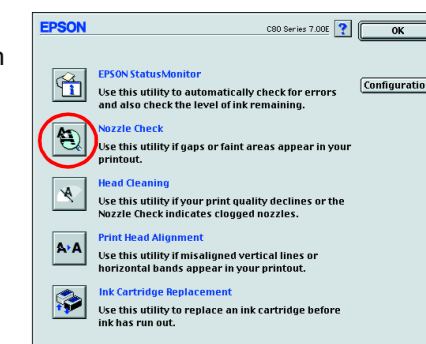 EPSON C80 Series 7.00E ? OK
n
EPSON StatusMonitor
Use this utility to automatically check for errors
and also check the level of ink remaining.
Configuratio
Nozzle Check
Use this utility if gaps or faint areas appear in your
printout.
Head Cleaning
Use this utility if your print quality declines or the
Nozzle Check indicates clogged nozzles.
Print Head Alignment
Use this utility if misaligned vertical lines or
horizontal bands appear in your printout.
Ink Cartridge Replacement
Use this utility to replace an ink cartridge before
ink has run out.